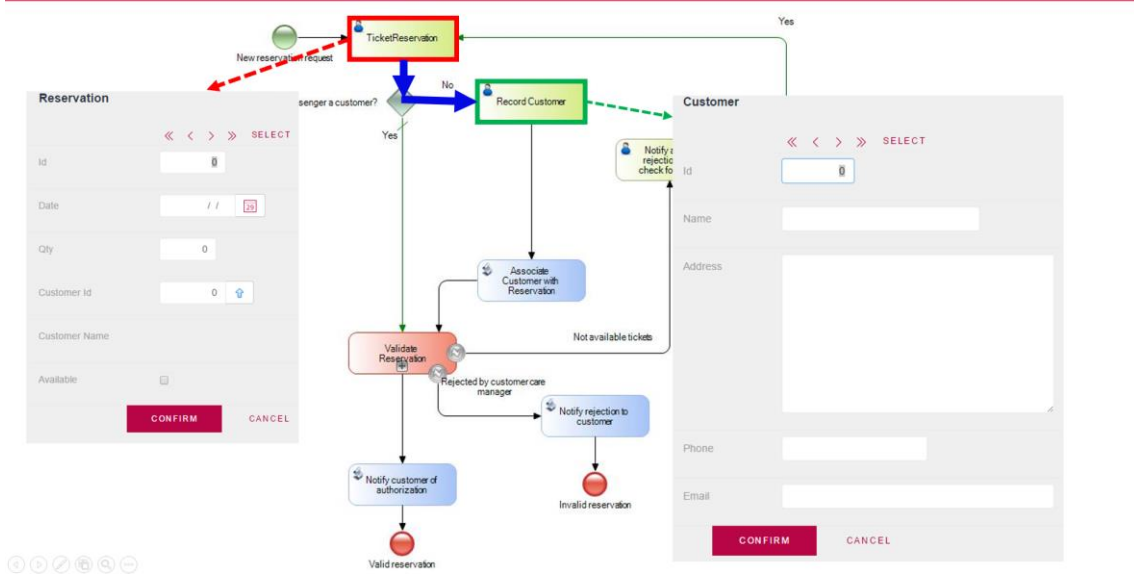 Yes
TicketReservation
New reservation request
No
senger a customer?
Record Customer
Yes
Reservation
SELECT
Id
0
Date
/ /
29
Qty
0
Customer Id
0
Customer Name
Available
CONFIRM
CANCEL
Notify
rejectio
check fo
Associate
Customer with
Reservation
Not available tickets
Validate
Reservation
Rejected by customer care
manager
Notify rejection to
customer
Notify customer of
authorization
Invalid reservation
Valid reservation
Customer
SELECT
Id
0
Name
Address
Phone
Email
CONFIRM
CANCEL